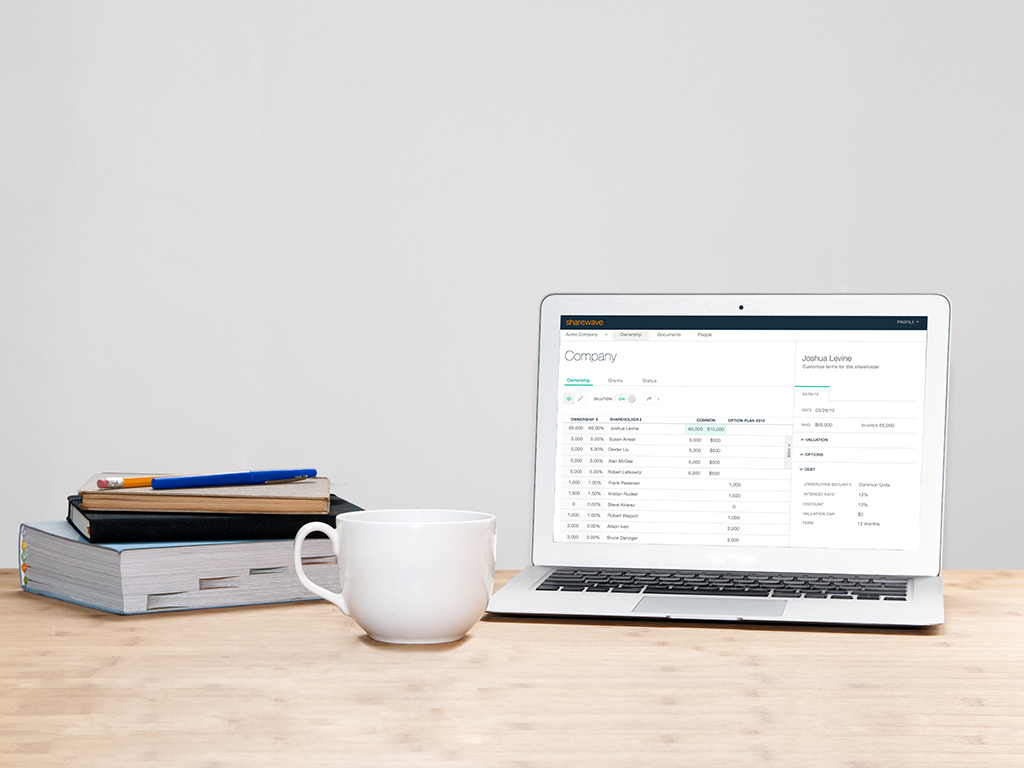 sharewave PROFILE
Acme Company Ownership Documents People
Company
Ownership Grants Status
DILUTION ON
OWNERSHIP SHAREHOLDER COMMON OPTION PLAN 2012
65,000 65.00% Joshua Levine 65,000 $10,000
5,000 5.00% Susan Ameel 5,000 $500
5,000 5.00% Dexter Liu 5,000 $500
5,000 5.00% Alan McGee 5,000 $500
5,000 5.00% Robert Lefkowitz 5,000 $500
1,000 1.00% Frank Pedersen 1,000
1,500 1.00% Kristen Rucker 1,500
0 0.00% Steve Alvarez 0
1,000 1.00% Robert Walport 1,000
2,000 2.00% Alison Ivan 2,000
3,000 3.00% Bruce Danziger 3,000
HIDE
Joshua Levine
Customize terms for this shareholder
03/26/12
DATE 03/26/12
PAID $65,000 SHARES 65,000
VALUATION
OPTIONS
DEBT
UNDERLYING SECURITY Common Units
INTEREST RATE 12%
DISCOUNT 12%
VALUATION CAP $0
TERM 12 months